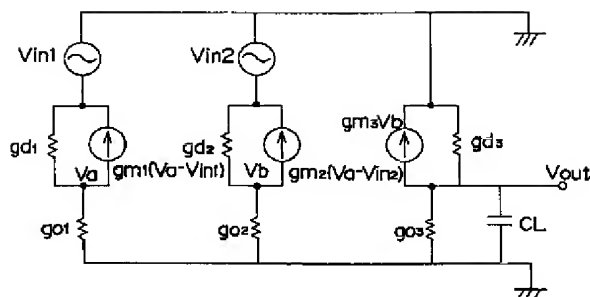 Vin1
Vin2
gd1
Va
gm1(Va-Vin1)
gd2
Vb
gm2(Va-Vin2)
gm3Vb
gd3
Vout
go1
go2
go3
CL